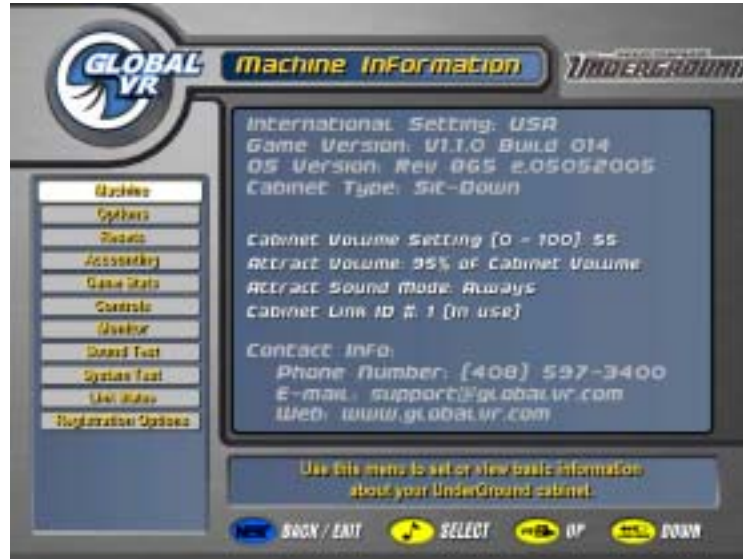 GLOBAL
VR
Machine Information
UNDERGROUND
International Setting: USA
Game Version: V1.1.0 Build 014
OS Version: Rev 865 e.05052005
Cabinet Type: Sit-Down
Cabinet Volume Setting (0 - 100) 55
Attract Volume: 95% of Cabinet Volume
Attract Sound Mode: Always
Cabinet Link ID #: 1 (In use)
Contact Info:
Phone Number: (408) 597-3400
E-mail: support@globalvr.com
Web: www.globalvr.com
Machine
Options
Resets
Accounting
Game Stats
Controls
Monitor
Sound Test
System Test
Link Status
Registration Options
Use this menu to set or view basic information
about your UnderGround cabinet.
BACK / EXIT
SELECT
UP
DOWN